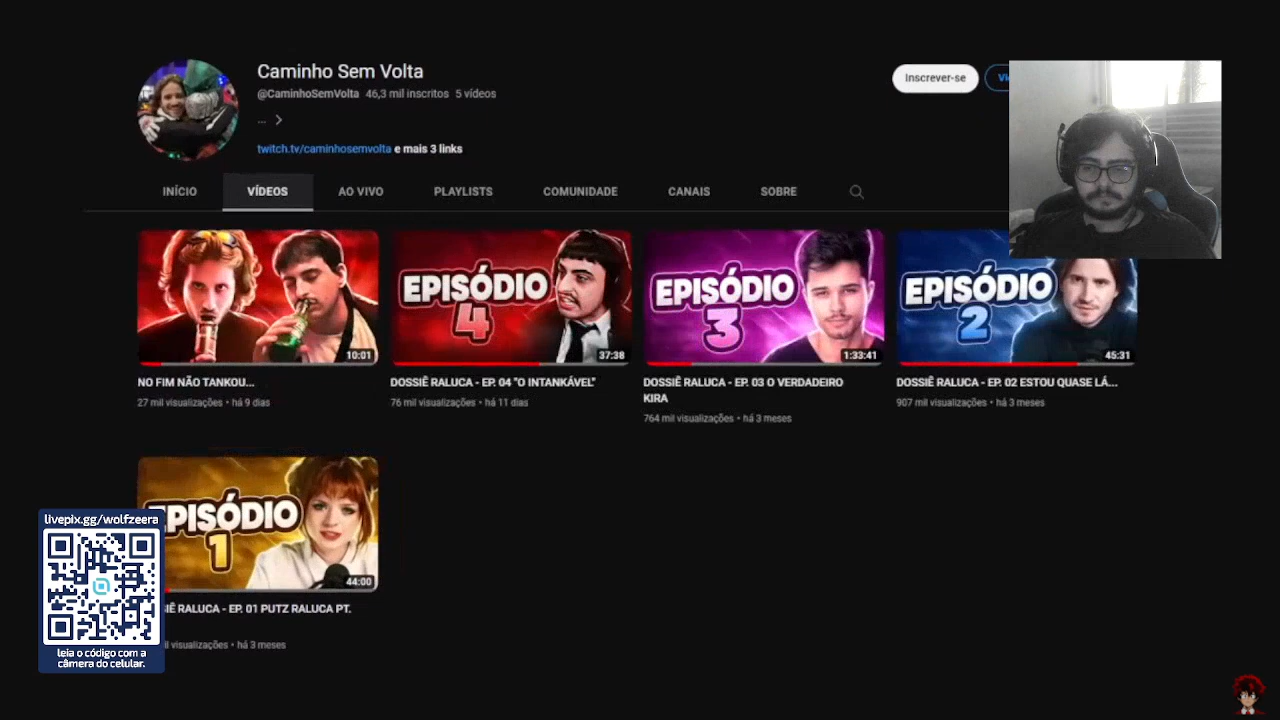 Caminho Sem Volta
@CaminhoSemVolta 46,3 mil inscritos 5 vídeos
...
twitch.tv/caminhosemvolta e mais 3 links
Inscrever-se
INÍCIO
VÍDEOS
AO VIVO
PLAYLISTS
COMUNIDADE
CANAIS
SOBRE
10:01
EPISÓDIO
4
37:38
EPISÓDIO
3
1:33:41
EPISÓDIO
2
45:31
NO FIM NÃO TANKOU...
27 mil visualizações • há 9 dias
DOSSIÊ RALUCA - EP. 04 "O INTANKÁVEL"
76 mil visualizações • há 11 dias
DOSSIÊ RALUCA - EP. 03 O VERDADEIRO
KIRA
764 mil visualizações • há 3 meses
DOSSIÊ RALUCA - EP. 02 ESTOU QUASE LÁ...
907 mil visualizações • há 3 meses
EPISÓDIO
1
44:00
RALUCA - EP. 01 PUTZ RALUCA PT.
visualizações • há 3 meses
livepix.gg/wolfzeera
leia o código com a
câmera do celular.